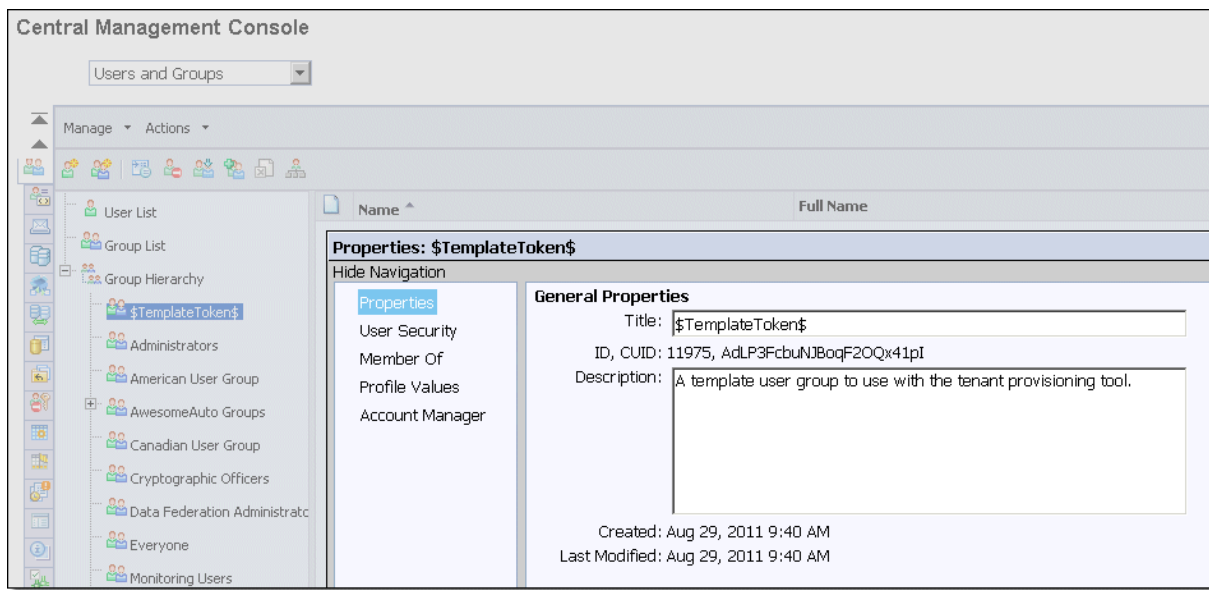 Central Management Console
Users and Groups
Manage Actions
Name Full Name
User List
Group List
Group Hierarchy
$TemplateToken$
Administrators
American User Group
AwesomeAuto Groups
Canadian User Group
Cryptographic Officers
Data Federation Administratc
Everyone
Monitoring Users
Properties: $TemplateToken$
Hide Navigation
Properties
User Security
Member Of
Profile Values
Account Manager
General Properties
Title: $TemplateToken$
ID, CUID: 11975, AdLP3FcbuNJBoqF2OQx41pI
Description: A template user group to use with the tenant provisioning tool.
Created: Aug 29, 2011 9:40 AM
Last Modified: Aug 29, 2011 9:40 AM